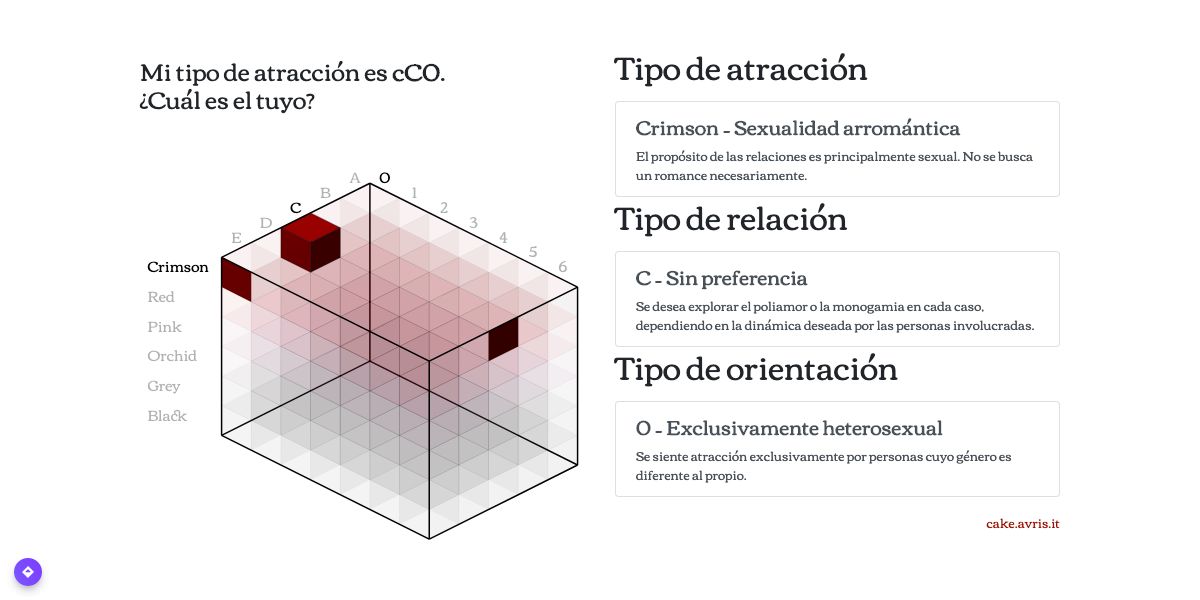 Mi tipo de atracción es cC0.
¿Cuál es el tuyo?
A
B
C
D
E
0
1
2
3
4
5
6
Crimson
Red
Pink
Orchid
Grey
Black
Tipo de atracción
Crimson - Sexualidad arromántica
El propósito de las relaciones es principalmente sexual. No se busca
un romance necesariamente.
Tipo de relación
C - Sin preferencia
Se desea explorar el poliamor o la monogamia en cada caso,
dependiendo en la dinámica deseada por las personas involucradas.
Tipo de orientación
0 - Exclusivamente heterosexual
Se siente atracción exclusivamente por personas cuyo género es
diferente al propio.
cake.avris.it